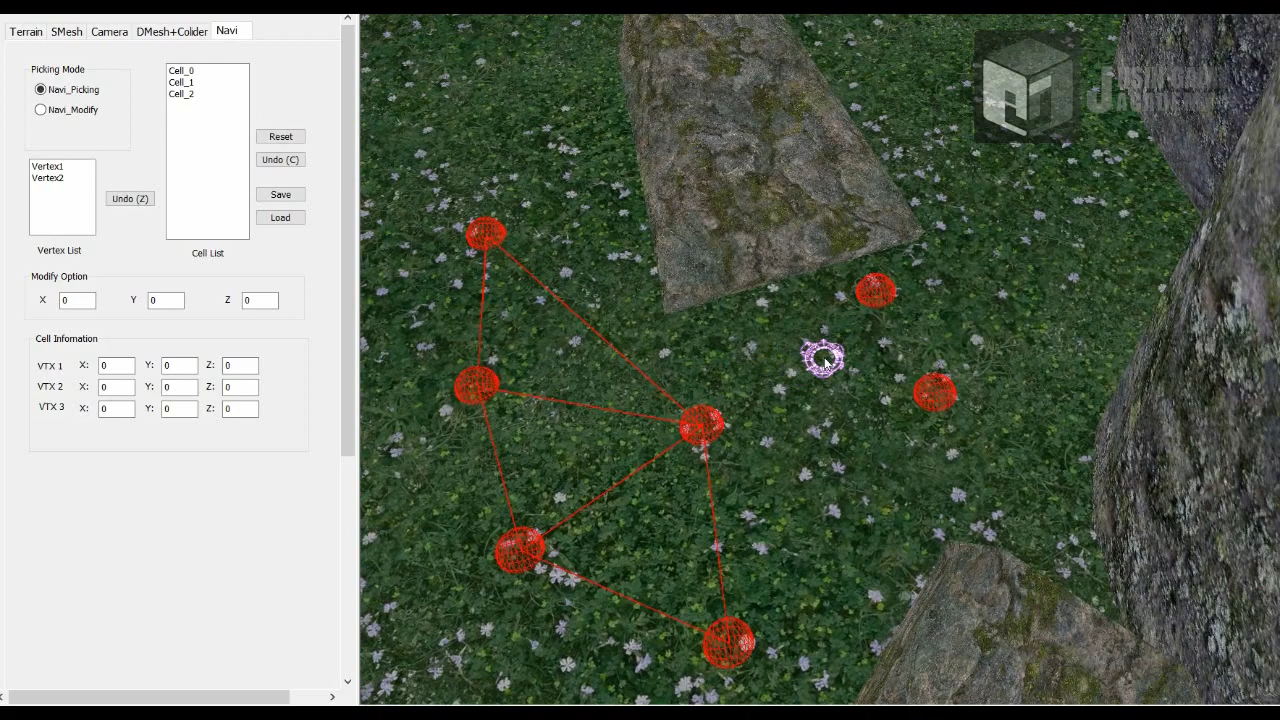 Terrain SMesh Camera DMesh+Colider Navi
Picking Mode
Navi_Picking
Navi_Modify
Cell_0
Cell_1
Cell_2
Reset
Undo (C)
Save
Load
Vertex1
Vertex2
Undo (Z)
Vertex List
Cell List
Modify Option
X 0 Y 0 Z 0
Cell Infomation
VTX 1 X: 0 Y: 0 Z: 0
VTX 2 X: 0 Y: 0 Z: 0
VTX 3 X: 0 Y: 0 Z: 0